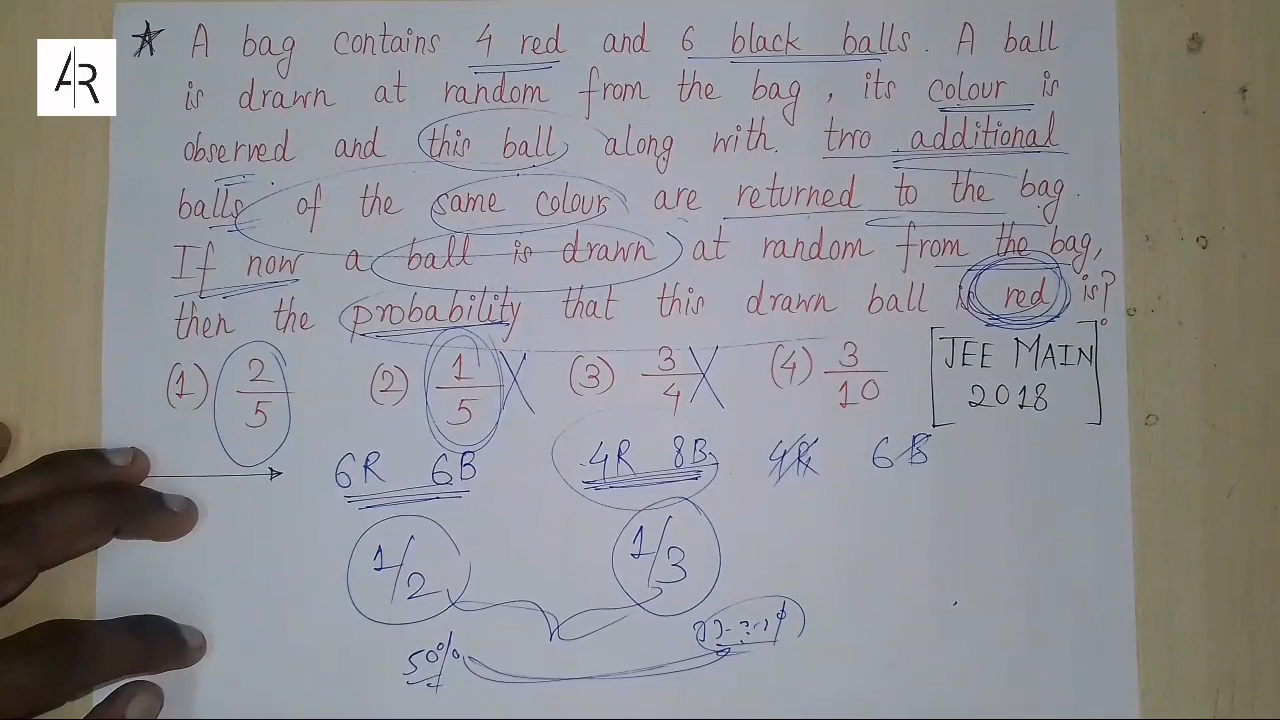 AR
★ A bag contains 4 red and 6 black balls. A ball
is drawn at random from the bag, its colour is
observed and this ball along with two additional
balls of the same colour are returned to the bag.
If now a ball is drawn at random from the bag,
then the probability that this drawn ball is red is?
(1) 2/5 (2) 1/5 (3) 3/4 (4) 3/10
[JEE MAIN
2018]
6R 6B 4R 8B 4R 6B
1/2 1/3
50%